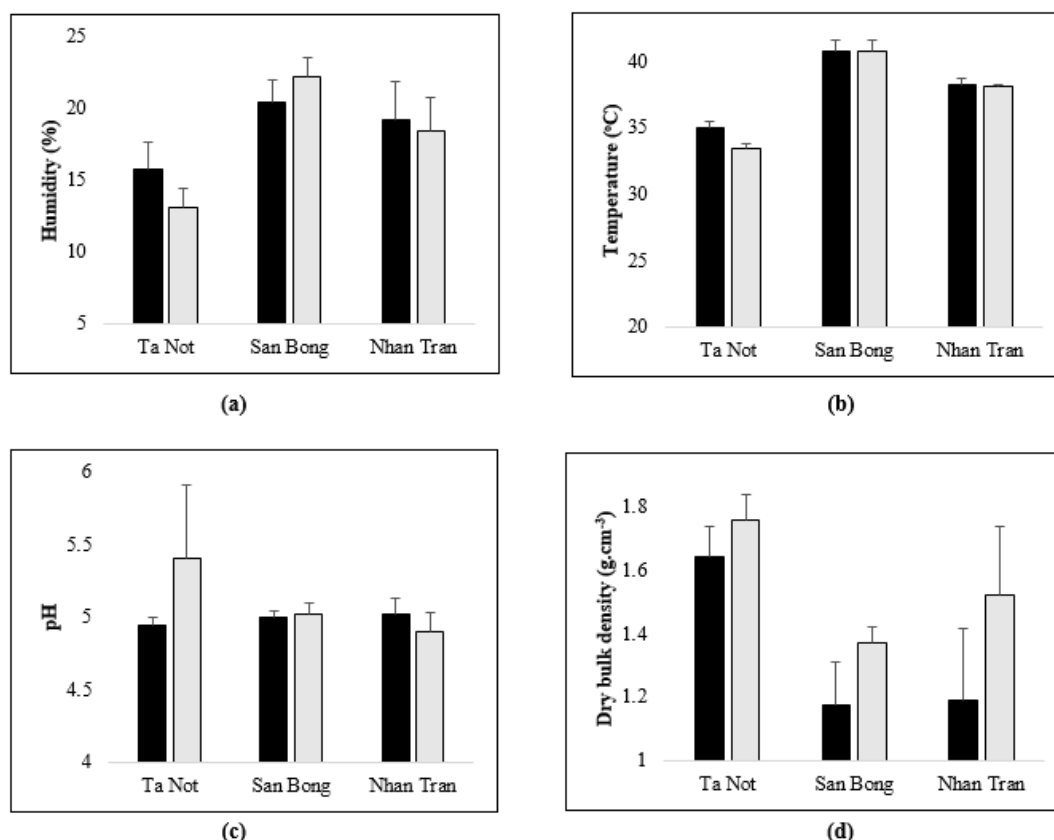 25
20
15
10
5
Humidity (%)
Ta Not San Bong Nhan Tran
(a)
40
35
30
25
20
Temperature (°C)
Ta Not San Bong Nhan Tran
(b)
6
5.5
5
4.5
4
pH
Ta Not San Bong Nhan Tran
(c)
1.8
1.6
1.4
1.2
1
Dry bulk density (g.cm⁻³)
Ta Not San Bong Nhan Tran
(d)